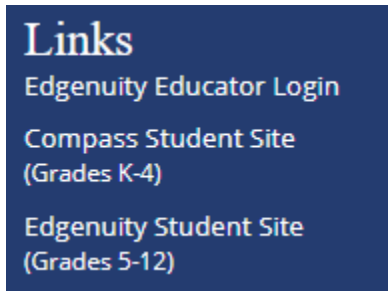 Links
Edgenuity Educator Login
Compass Student Site
(Grades K-4)
Edgenuity Student Site
(Grades 5-12)